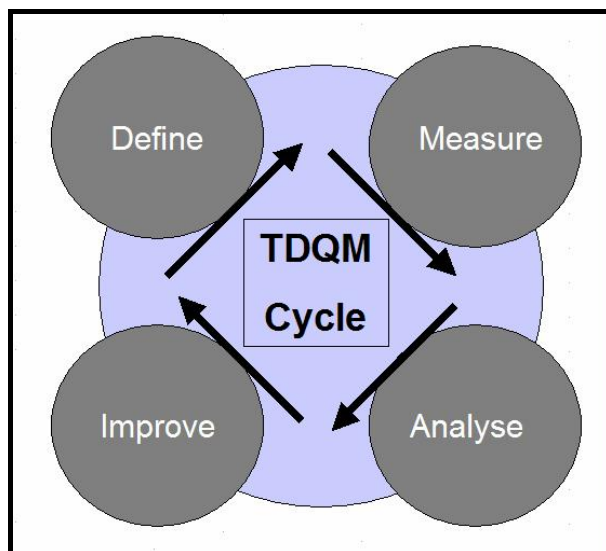 Define
Measure
TDQM
Cycle
Improve
Analyse